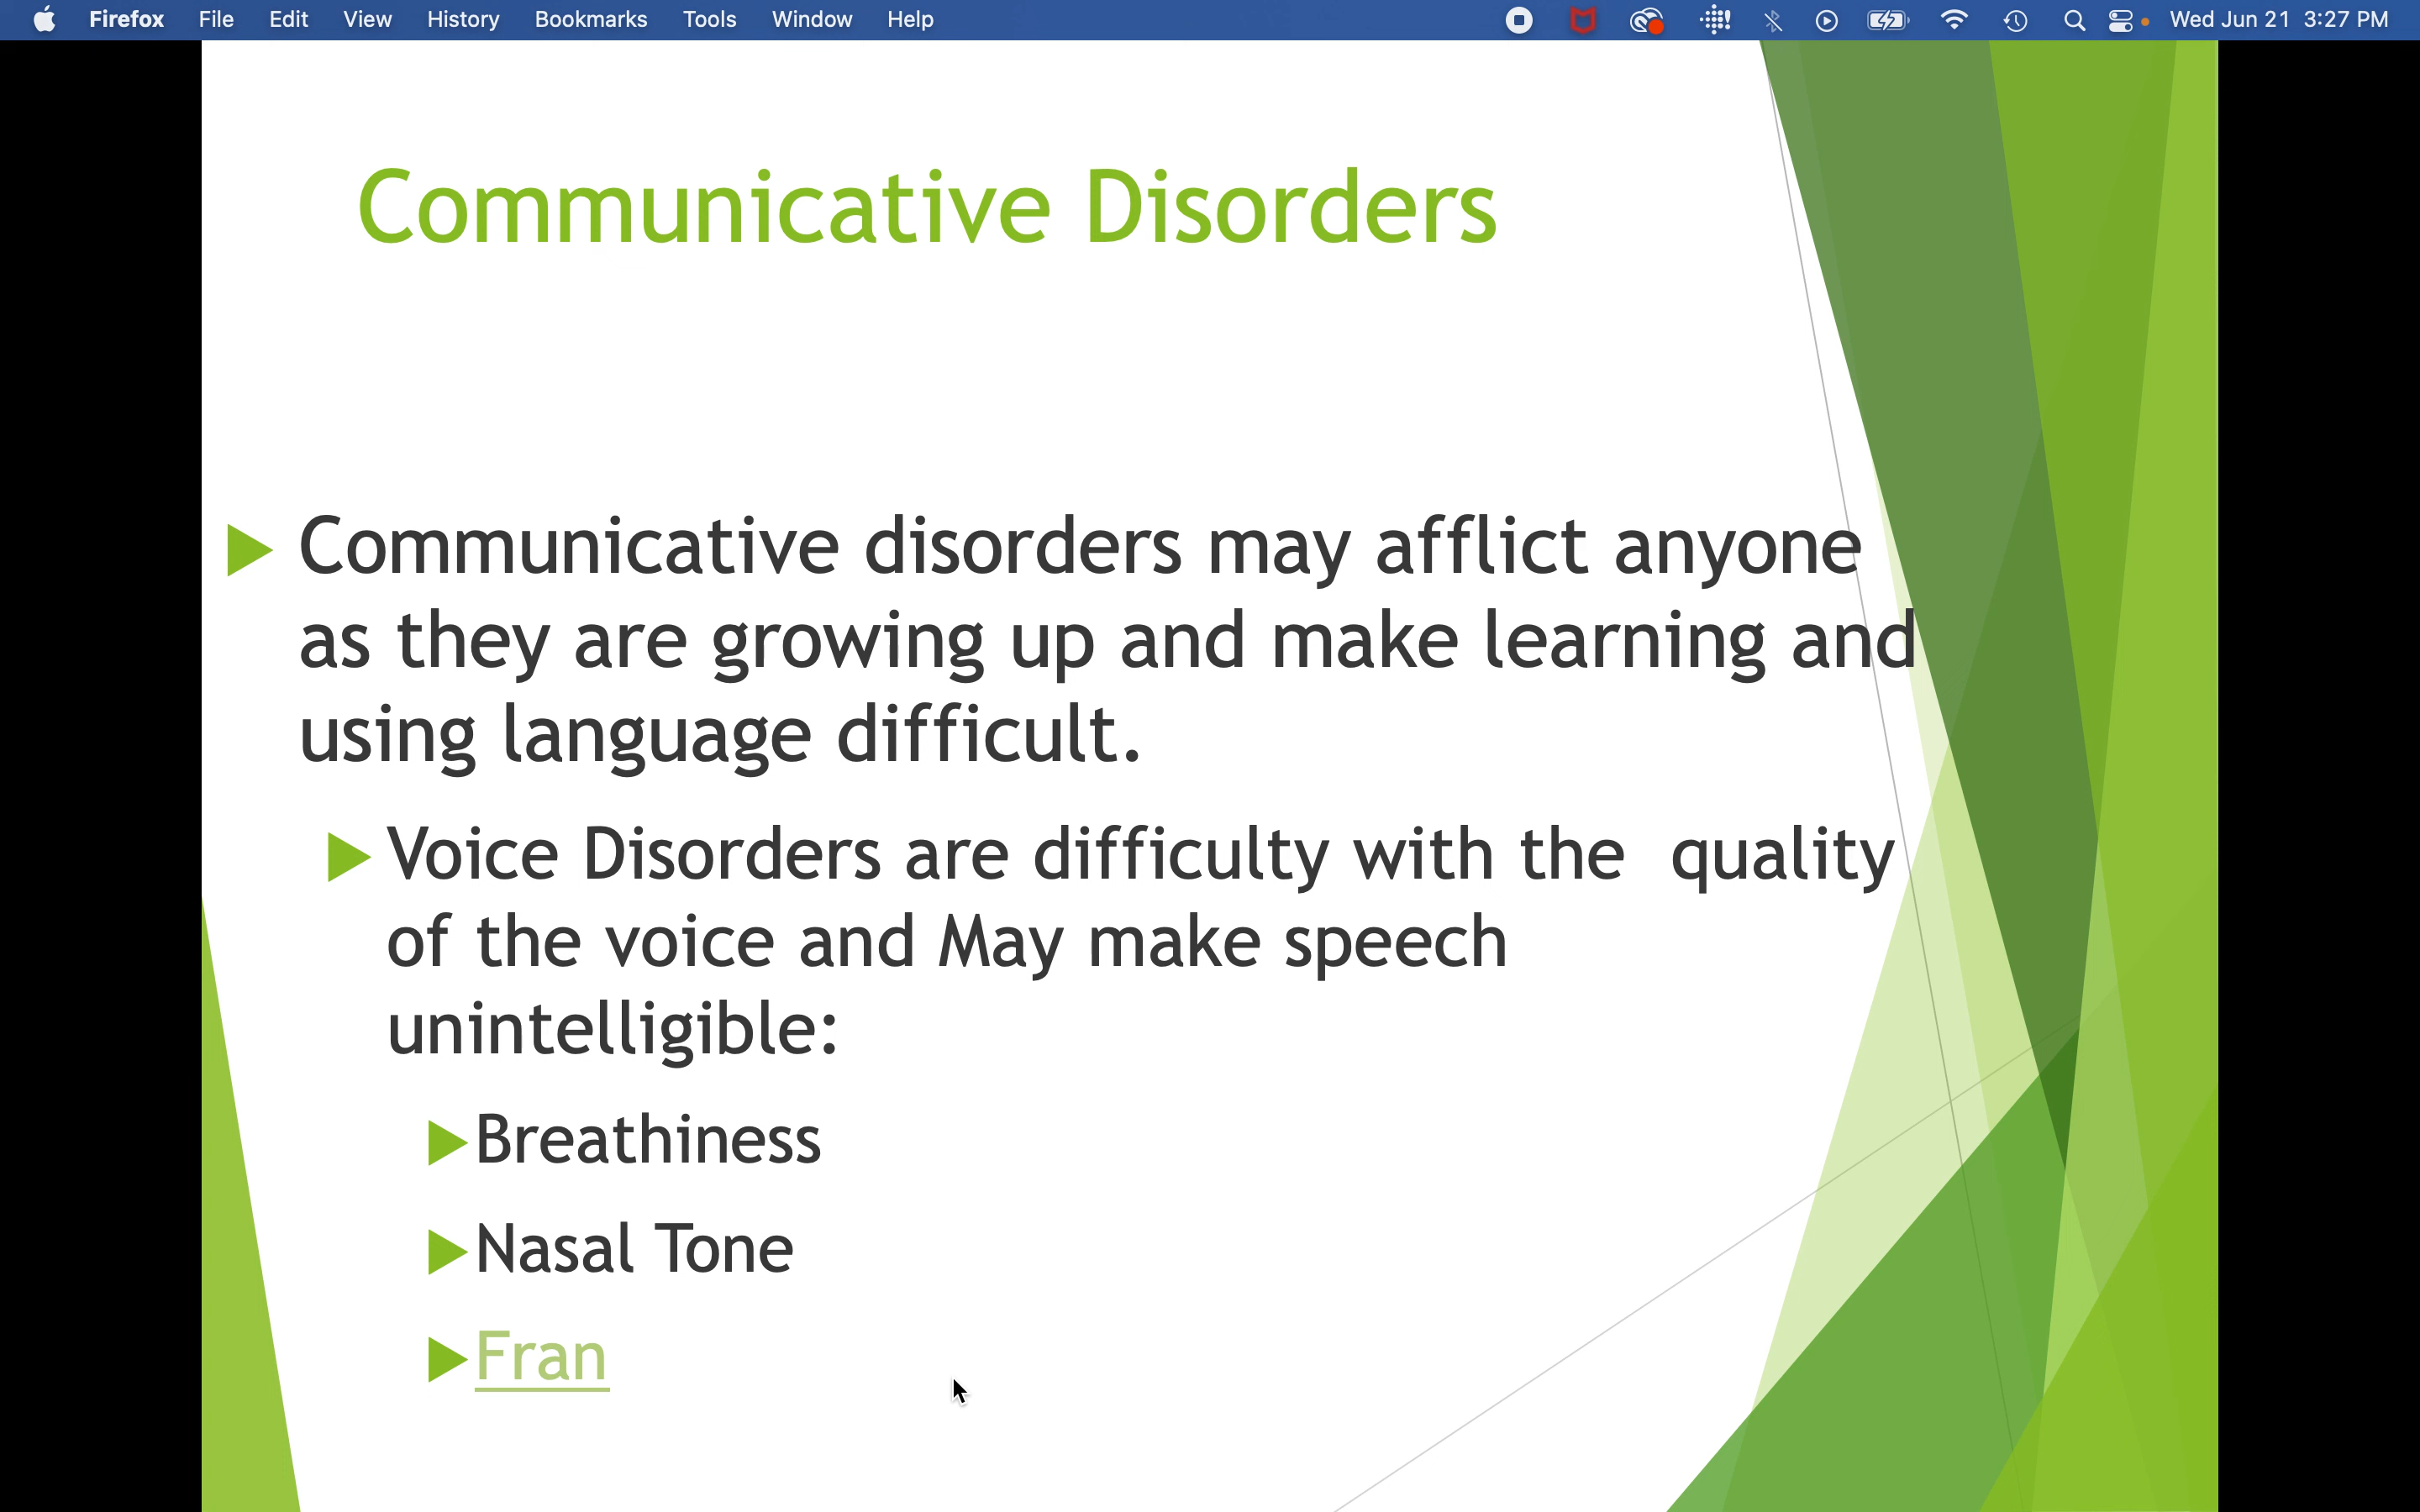 Firefox File Edit View History Bookmarks Tools Window Help Wed Jun 21 3:27 PM
Communicative Disorders
Communicative disorders may afflict anyone
as they are growing up and make learning and
using language difficult.
Voice Disorders are difficulty with the quality
of the voice and May make speech
unintelligible:
Breathiness
Nasal Tone
Fran